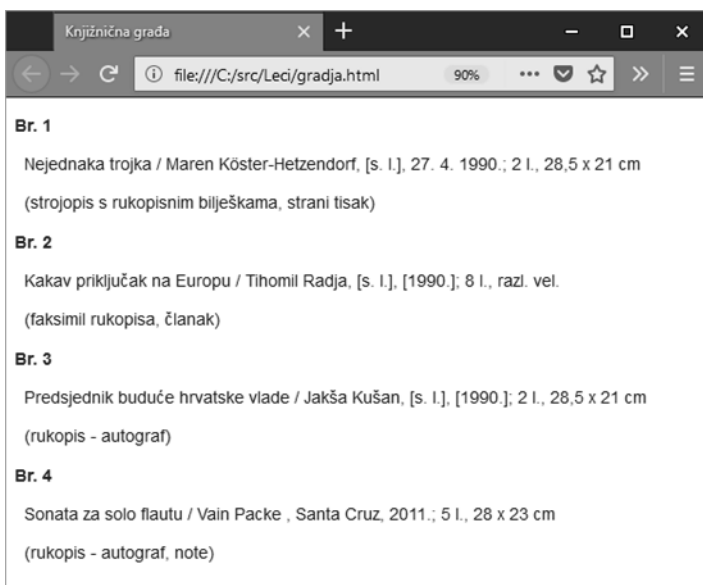 Knjižnična građa
file:///C:/src/Leci/gradja.html 90%
Br. 1
Nejednaka trojka / Maren Köster-Hetzendorf, [s. l.], 27. 4. 1990.; 2 l., 28,5 x 21 cm
(strojopis s rukopisnim bilješkama, strani tisak)
Br. 2
Kakav priključak na Europu / Tihomil Radja, [s. l.], [1990.]; 8 l., razl. vel.
(faksimil rukopisa, članak)
Br. 3
Predsjednik buduće hrvatske vlade / Jakša Kušan, [s. l.], [1990.]; 2 l., 28,5 x 21 cm
(rukopis - autograf)
Br. 4
Sonata za solo flautu / Vain Packe , Santa Cruz, 2011.; 5 l., 28 x 23 cm
(rukopis - autograf, note)